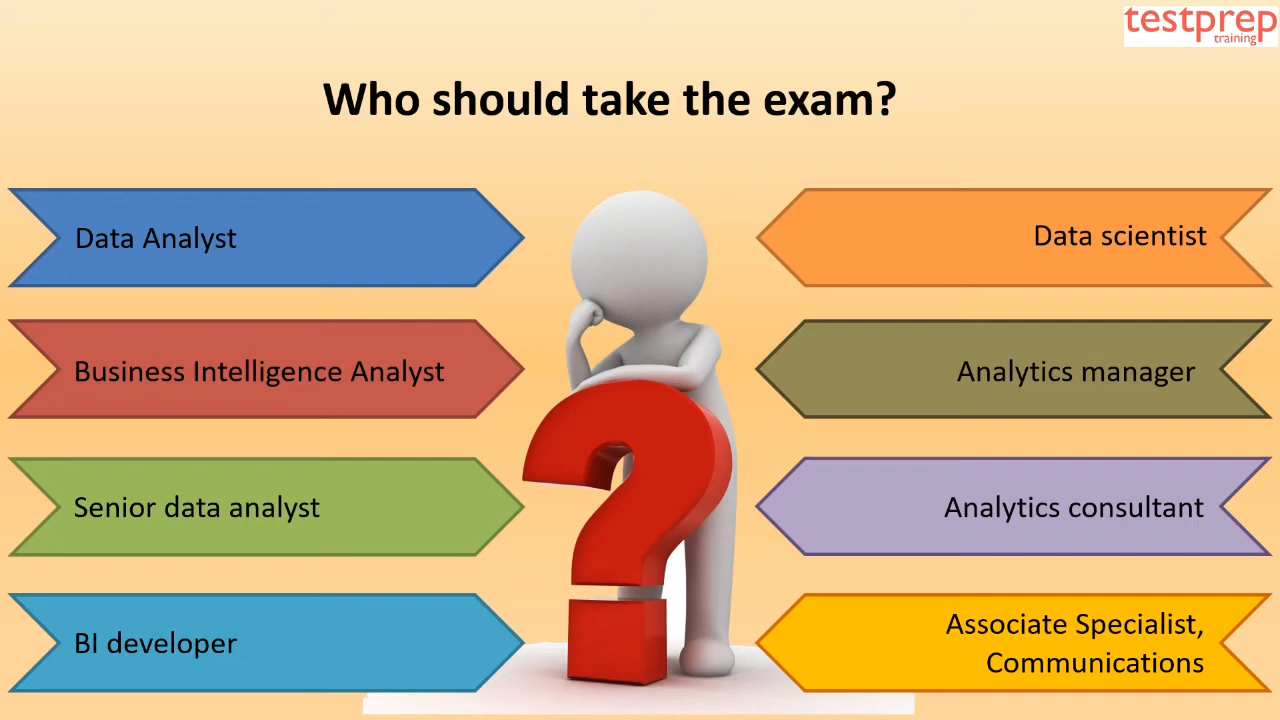 testprep
training
Who should take the exam?
Data Analyst
Data scientist
Business Intelligence Analyst
Analytics manager
Senior data analyst
Analytics consultant
BI developer
Associate Specialist,
Communications